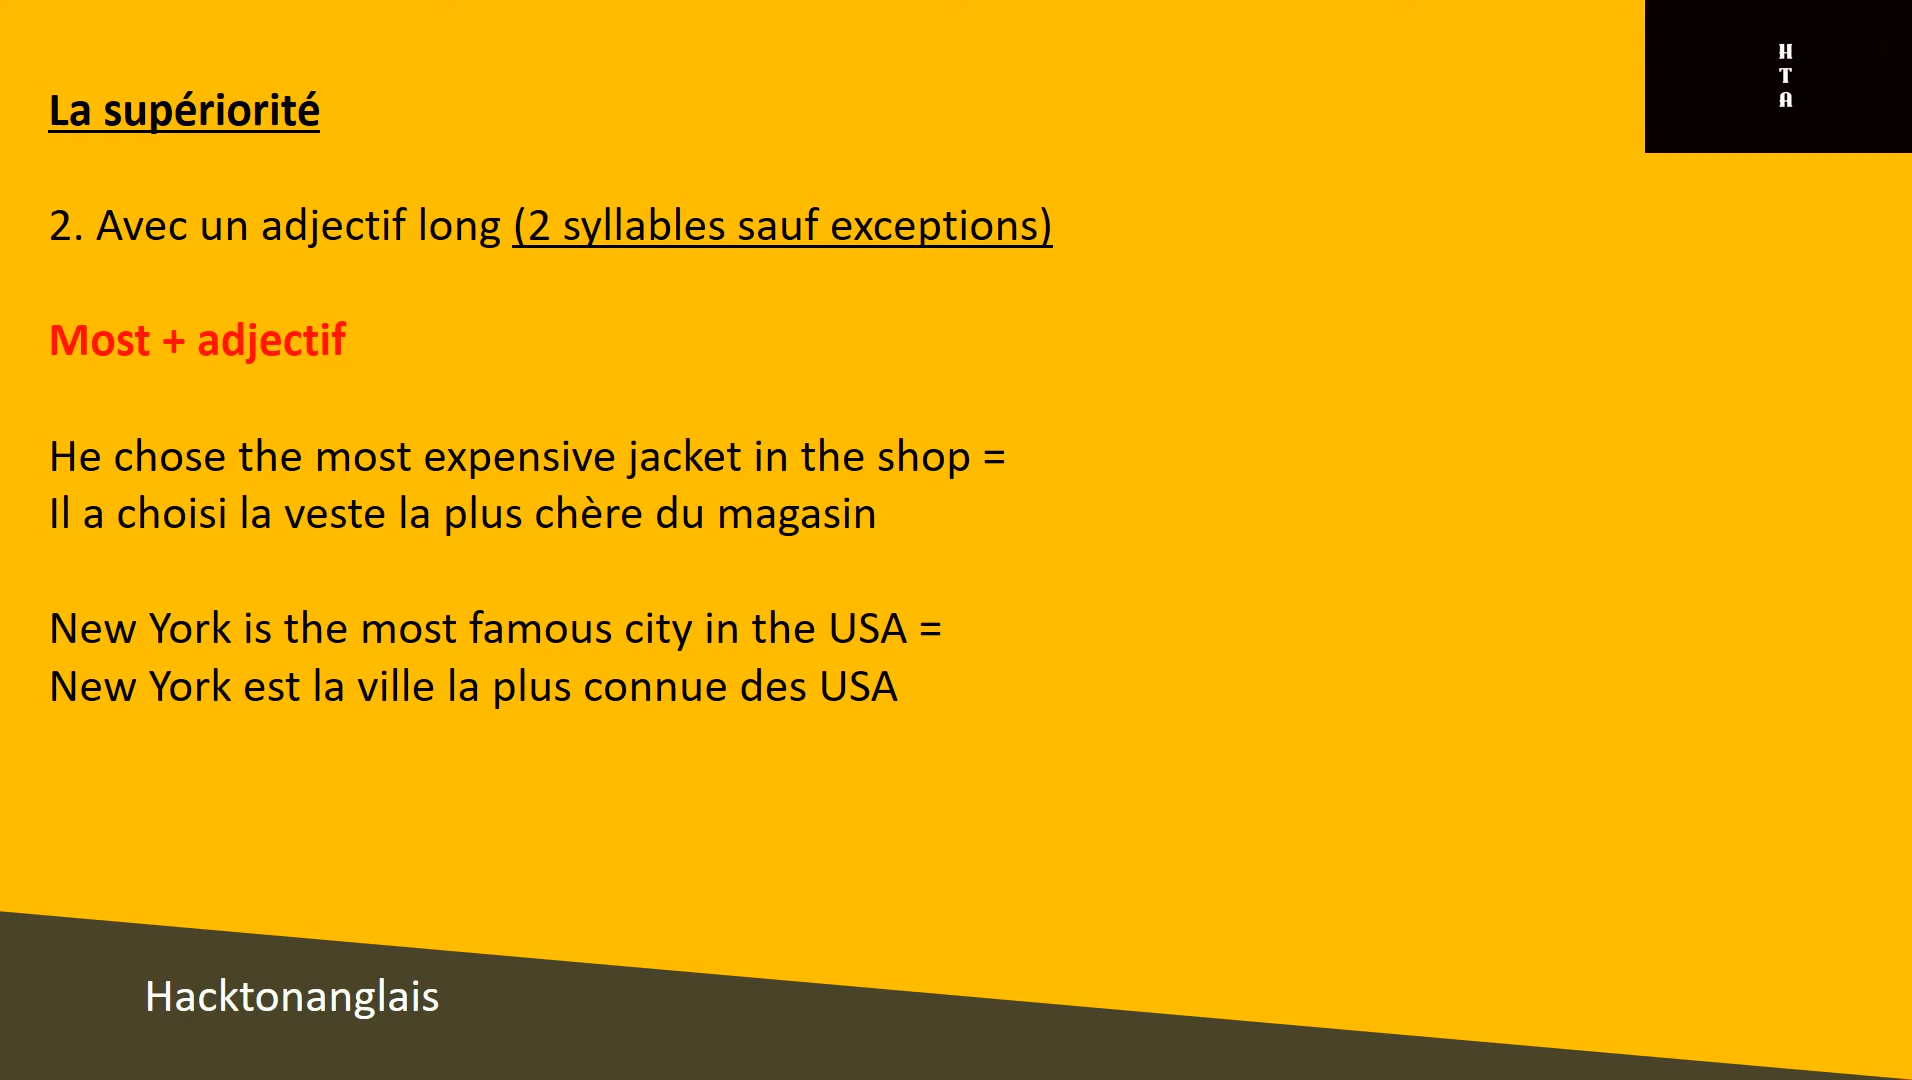 H
T
A
La supériorité
2. Avec un adjectif long (2 syllables sauf exceptions)
Most + adjectif
He chose the most expensive jacket in the shop =
Il a choisi la veste la plus chère du magasin
New York is the most famous city in the USA =
New York est la ville la plus connue des USA
Hacktonanglais